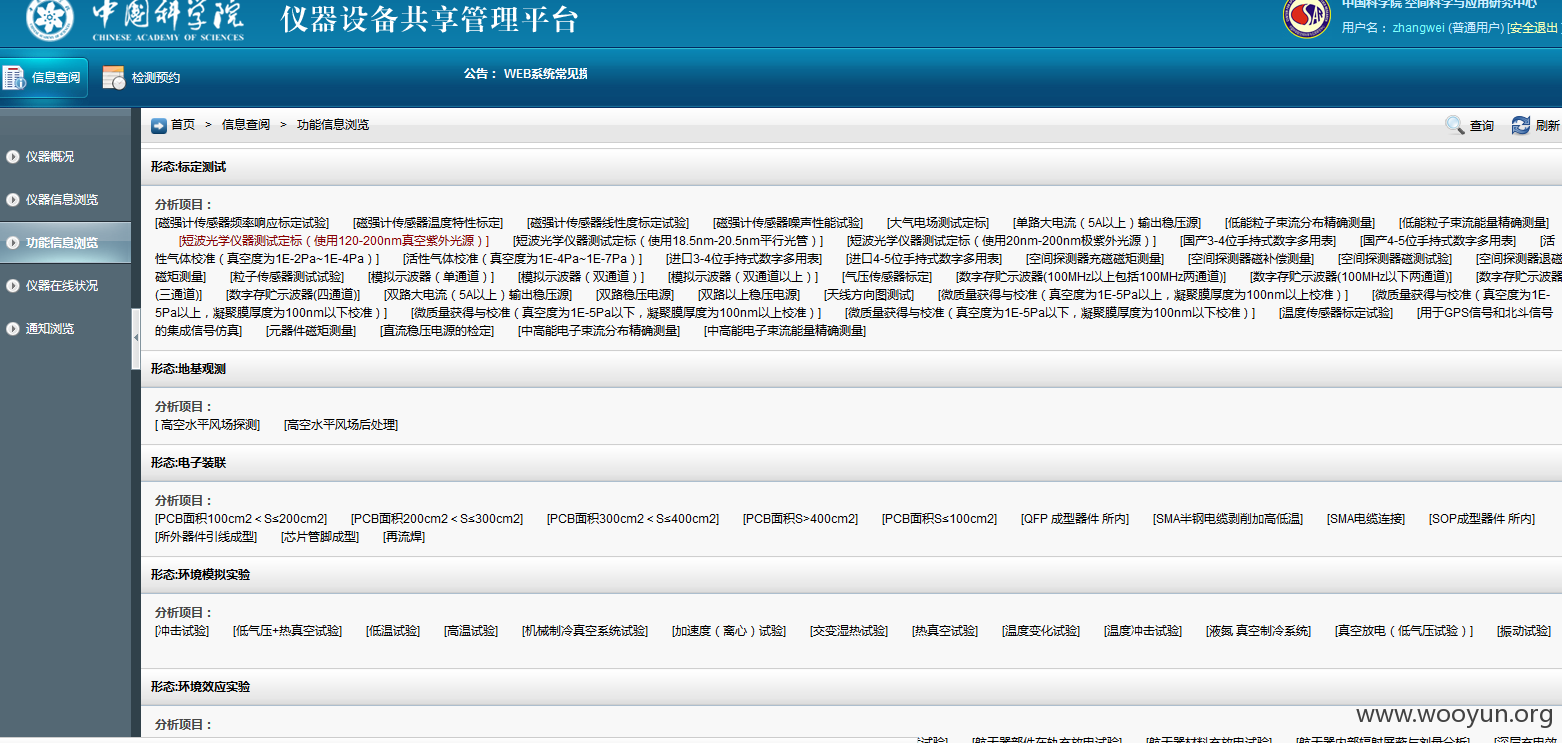 中国科学院
CHINESE ACADEMY OF SCIENCES
仪器设备共享管理平台
中国科学院 空间科学与应用研究中心
用户名： zhangwei (普通用户) [安全退出
信息查阅
检测预约
公告： WEB系统常见
仪器概况
仪器信息浏览
功能信息浏览
仪器在线状况
通知浏览
首页 > 信息查阅 > 功能信息浏览
查询
刷新
形态:标定测试
分析项目：
[磁强计传感器频率响应标定试验] [磁强计传感器温度特性标定] [磁强计传感器线性度标定试验] [磁强计传感器噪声性能试验] [大气电场测试定标] [单路大电流（5A以上）输出稳压源] [低能粒子束流分布精确测量] [低能粒子束流能量精确测量]
[短波光学仪器测试定标（使用120-200nm真空紫外光源）] [短波光学仪器测试定标（使用18.5nm-20.5nm平行光管）] [短波光学仪器测试定标（使用20nm-200nm极紫外光源）] [国产3-4位手持式数字多用表] [国产4-5位手持式数字多用表] [活
性气体校准（真空度为1E-2Pa~1E-4Pa）] [活性气体校准（真空度为1E-4Pa~1E-7Pa）] [进口3-4位手持式数字多用表] [进口4-5位手持式数字多用表] [空间探测器充磁磁矩测量] [空间探测器磁补偿测量] [空间探测器磁测试验] [空间探测器退磁
磁矩测量] [粒子传感器测试试验] [模拟示波器（单通道）] [模拟示波器（双通道）] [模拟示波器（双通道以上）] [气压传感器标定] [数字存贮示波器(100MHz以上包括100MHz两通道)] [数字存贮示波器(100MHz以下两通道)] [数字存贮示波器
(三通道)] [数字存贮示波器(四通道)] [双路大电流（5A以上）输出稳压源] [双路稳压电源] [双路以上稳压电源] [天线方向图测试] [微质量获得与校准（真空度为1E-5Pa以上，凝聚膜厚度为100nm以上校准）] [微质量获得与校准（真空度为1E-
5Pa以上，凝聚膜厚度为100nm以下校准）] [微质量获得与校准（真空度为1E-5Pa以下，凝聚膜厚度为100nm以上校准）] [微质量获得与校准（真空度为1E-5Pa以下，凝聚膜厚度为100nm以下校准）] [温度传感器标定试验] [用于GPS信号和北斗信号
的集成信号仿真] [元器件磁矩测量] [直流稳压电源的检定] [中高能电子束流分布精确测量] [中高能电子束流能量精确测量]
形态:地基观测
分析项目：
[ 高空水平风场探测] [高空水平风场后处理]
形态:电子装联
分析项目：
[PCB面积100cm2＜S≤200cm2] [PCB面积200cm2＜S≤300cm2] [PCB面积300cm2＜S≤400cm2] [PCB面积S>400cm2] [PCB面积S≤100cm2] [QFP 成型器件 所内] [SMA半钢电缆剥削加高低温] [SMA电缆连接] [SOP成型器件 所内]
[所外器件引线成型] [芯片管脚成型] [再流焊]
形态:环境模拟实验
分析项目：
[冲击试验] [低气压+热真空试验] [低温试验] [高温试验] [机械制冷真空系统试验] [加速度（离心）试验] [交变湿热试验] [热真空试验] [温度变化试验] [温度冲击试验] [液氮 真空制冷系统] [真空放电（低气压试验）] [振动试验]
形态:环境效应实验
分析项目：
www.wooyun.org